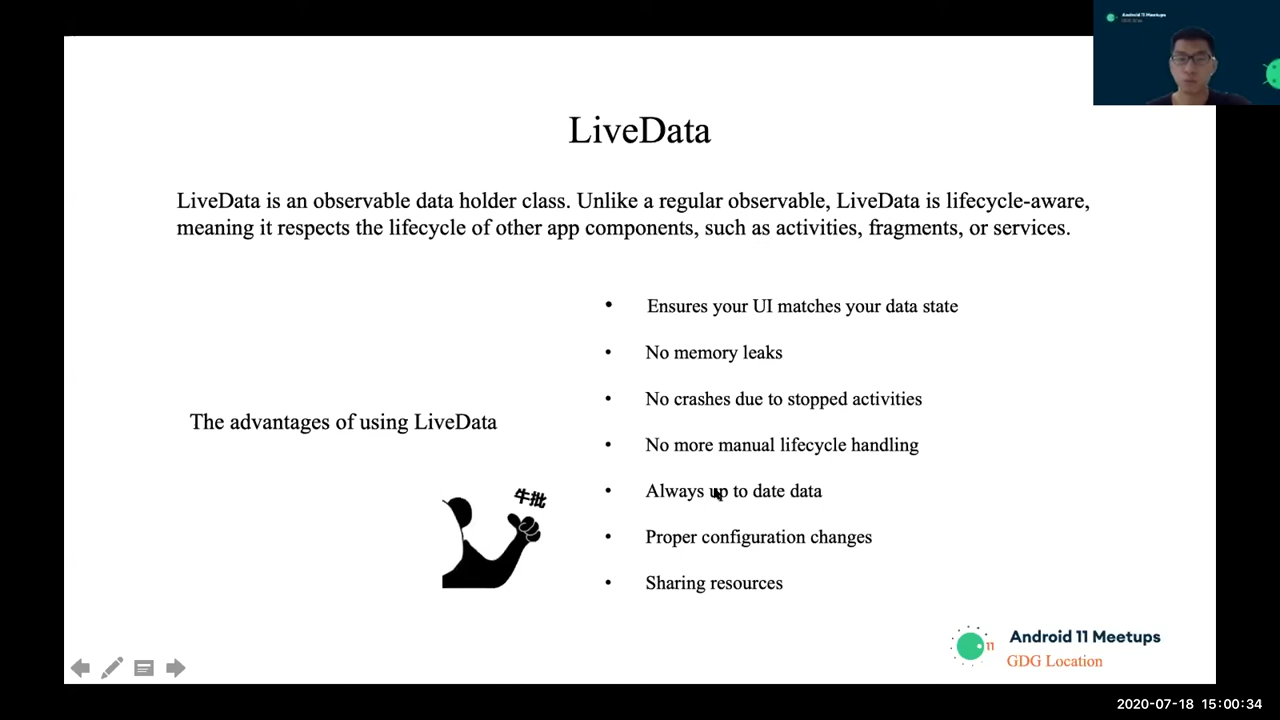 Android 11 Meetups
LiveData
LiveData is an observable data holder class. Unlike a regular observable, LiveData is lifecycle-aware,
meaning it respects the lifecycle of other app components, such as activities, fragments, or services.
The advantages of using LiveData
• Ensures your UI matches your data state
• No memory leaks
• No crashes due to stopped activities
• No more manual lifecycle handling
• Always up to date data
• Proper configuration changes
• Sharing resources
牛批
11
Android 11 Meetups
GDG Location
2020-07-18 15:00:34